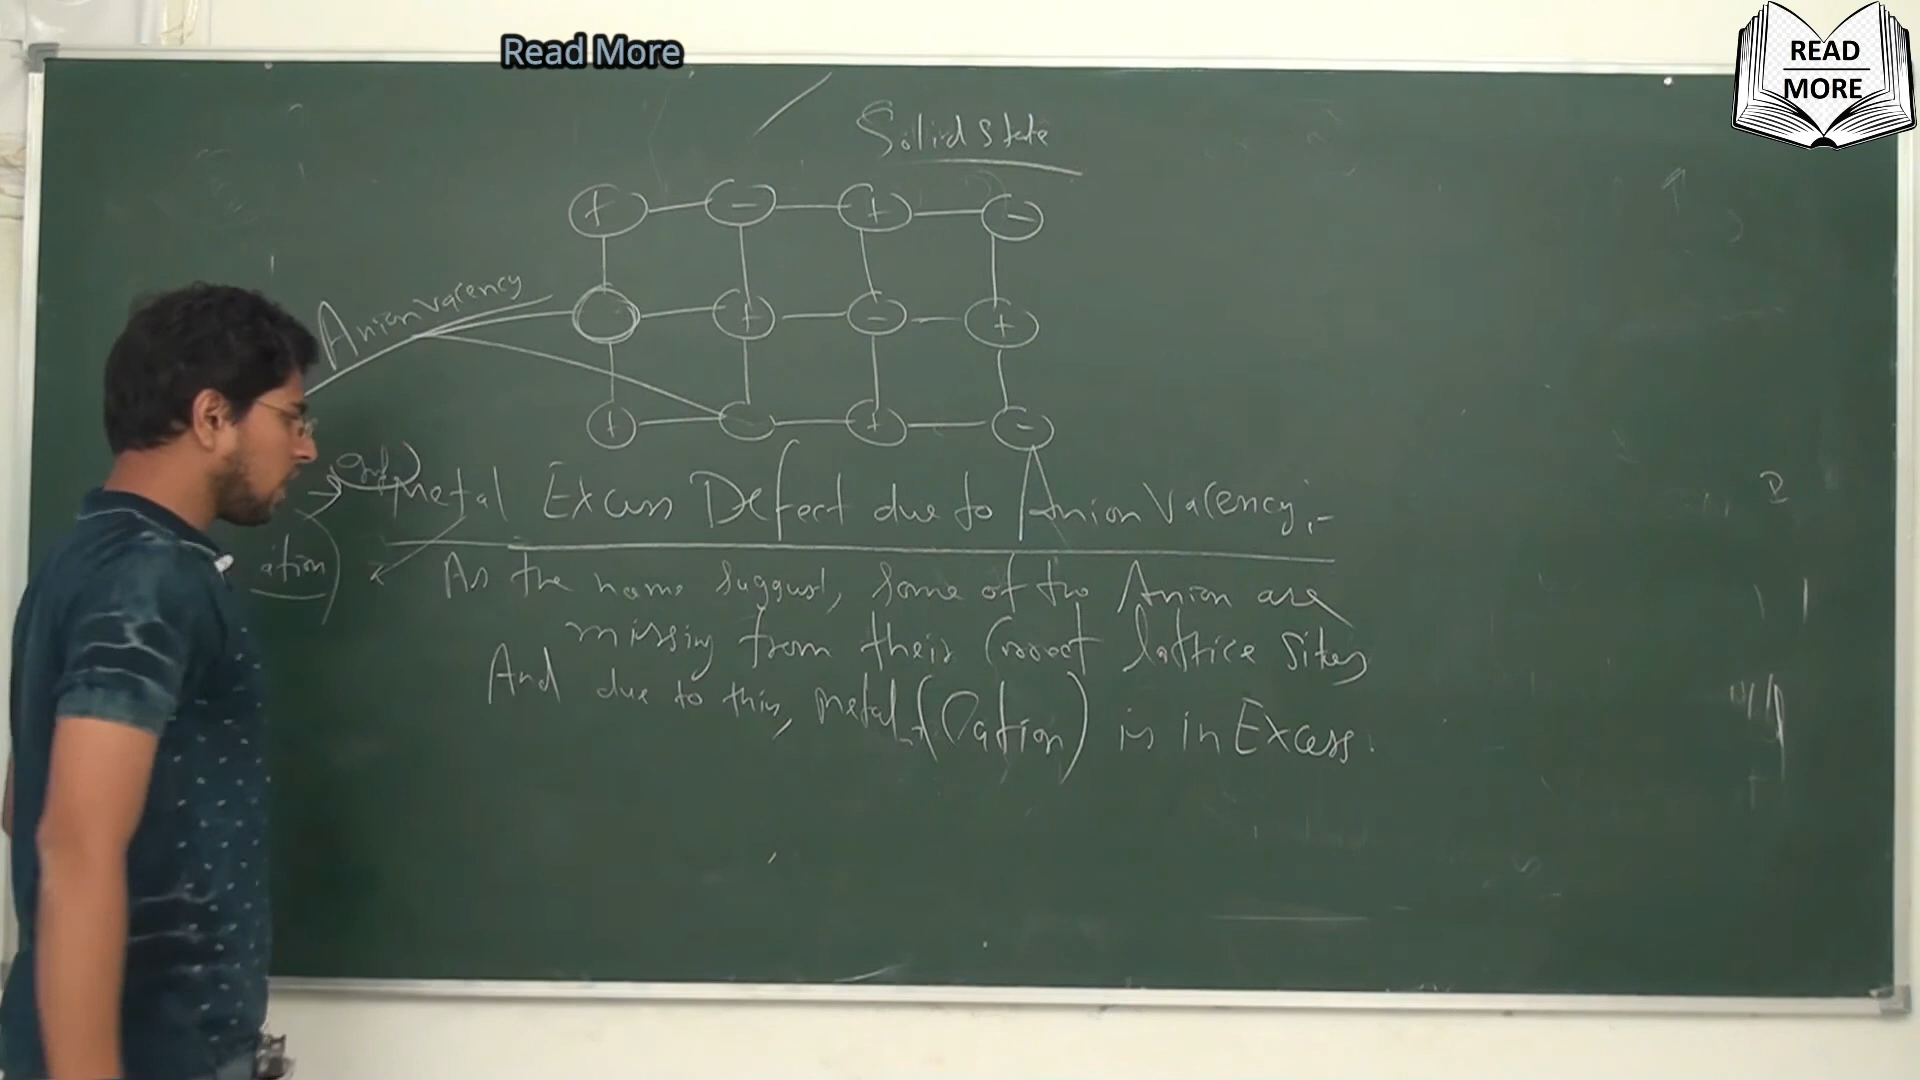 Read More
READ
MORE
Solid state
+ - + -
Anion Vacency
+ - +
+ + -
Metal Excess Defect due to Anion Vacency:-
ation)
As the name suggest, some of the Anion are
missing from their Correct lattice Sites
And due to this, metal (Cation) is in Excess.